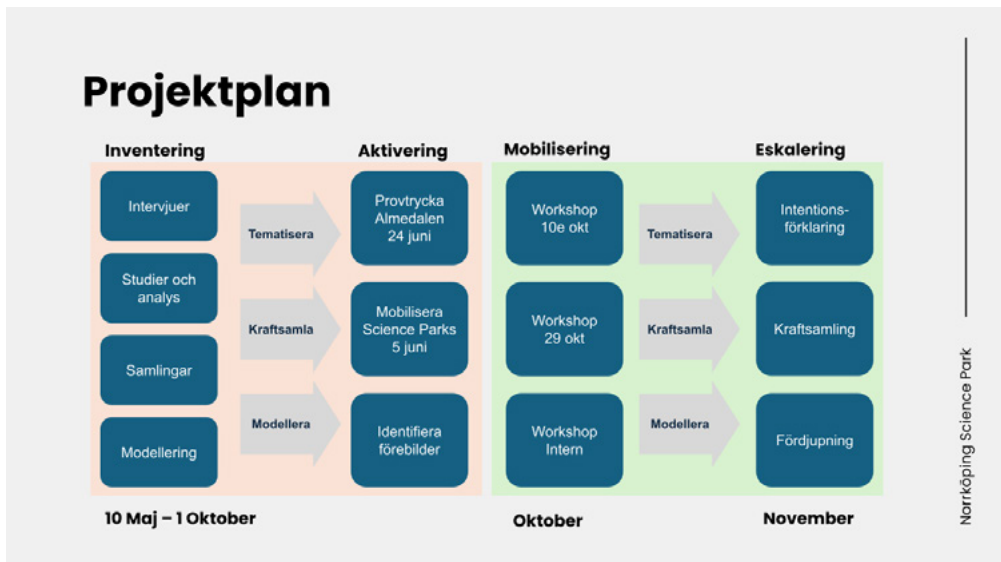 Projektplan
Inventering
Intervjuer
Studier och
analys
Samlingar
Modellering
Tematisera
Kraftsamla
Modellera
Aktivering
Provtrycka
Almedalen
24 juni
Mobilisera
Science Parks
5 juni
Identifiera
förebilder
10 Maj – 1 Oktober
Mobilisering
Workshop
10e okt
Workshop
29 okt
Workshop
Intern
Oktober
Tematisera
Kraftsamla
Modellera
Eskalering
Intentions-
förklaring
Kraftsamling
Fördjupning
November
Norrköping Science Park